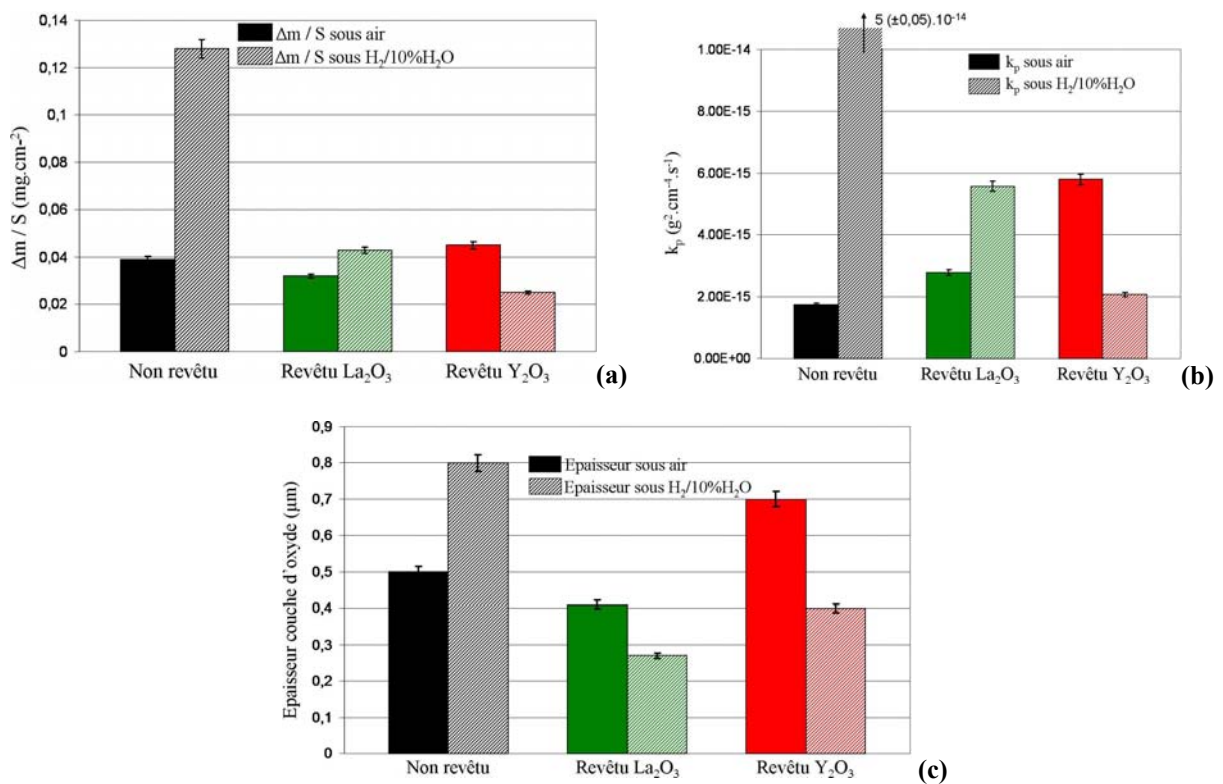 0,14
0,12
0,1
0,08
0,06
0,04
0,02
0
Δm / S (mg.cm-²)
Δm / S sous air
Δm / S sous H₂/10%H₂O
Non revêtu
Revêtu La₂O₃
Revêtu Y₂O₃
(a)
5 (±0,05).10⁻¹⁴
1.00E-14
8.00E-15
6.00E-15
4.00E-15
2.00E-15
0.00E+00
kₚ (g².cm⁻⁴.s⁻¹)
kₚ sous air
kₚ sous H₂/10%H₂O
Non revêtu
Revêtu La₂O₃
Revêtu Y₂O₃
(b)
0,9
0,8
0,7
0,6
0,5
0,4
0,3
0,2
0,1
0
Epaisseur couche d'oxyde (µm)
Epaisseur sous air
Epaisseur sous H₂/10%H₂O
Non revêtu
Revêtu La₂O₃
Revêtu Y₂O₃
(c)